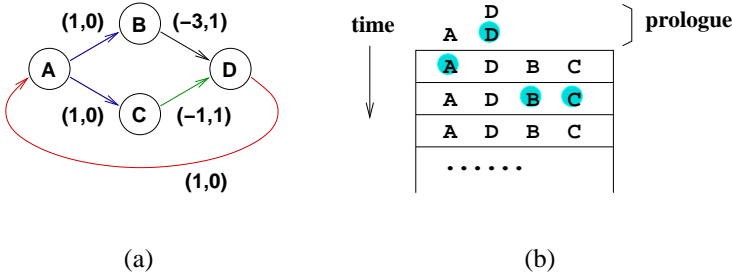 (1,0)
B
(−3,1)
A
D
(1,0)
C
(−1,1)
(1,0)
(a)
time
D
A D
prologue
A D B C
A D B C
A D B C
......
(b)